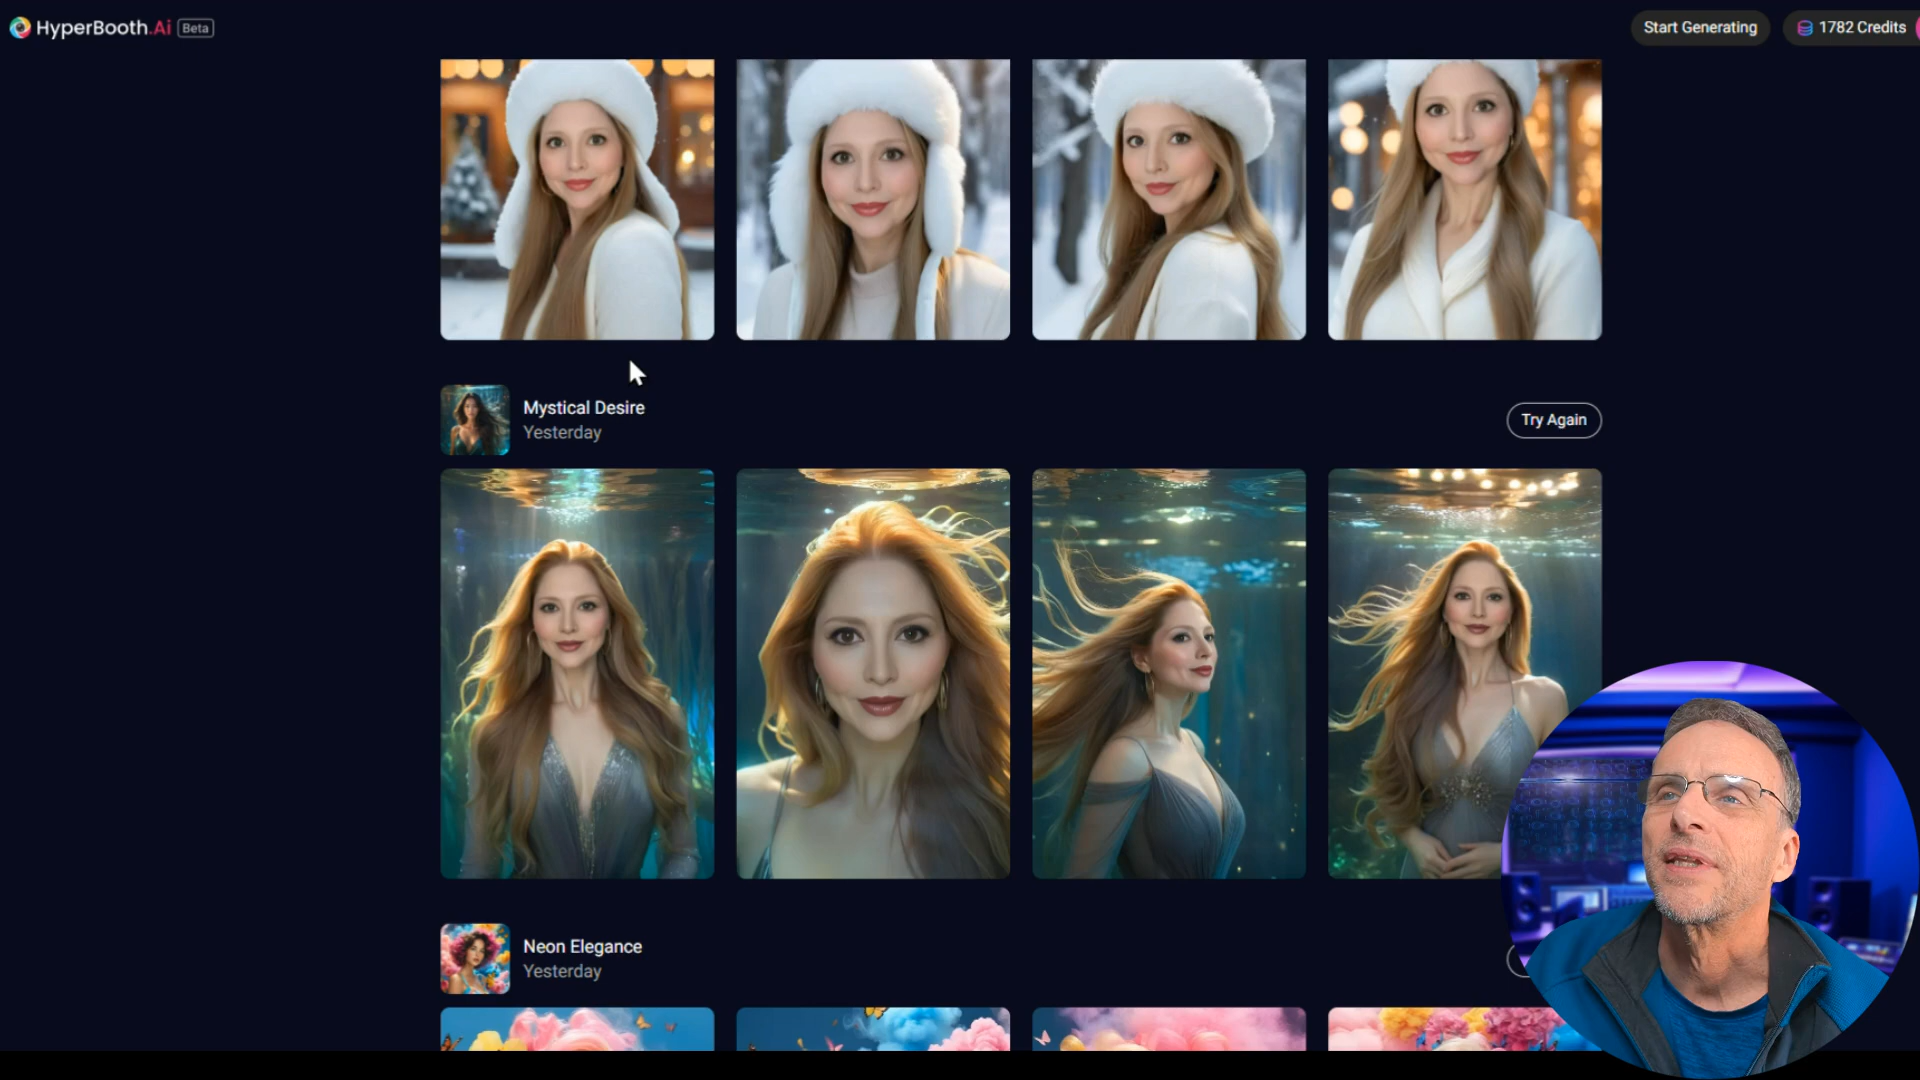 HyperBooth.Ai Beta
Start Generating
1782 Credits
Mystical Desire
Yesterday
Try Again
Neon Elegance
Yesterday